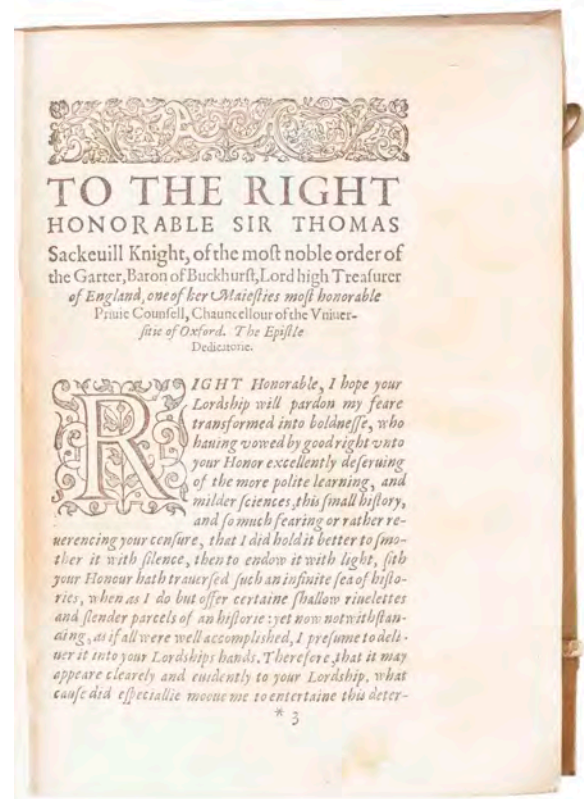 TO THE RIGHT
HONORABLE SIR THOMAS
Sackeuill Knight, of the moſt noble order of
the Garter, Baron of Buckhurſt, Lord high Treaſurer
of England, one of her Maieſties moſt honorable
Priuie Counſell, Chauncellour of the Vniuer-
ſitie of Oxford. The Epiſtle
Dedicatorie.
RIGHT Honorable, I hope your
Lordship will pardon my feare
transformed into boldneſſe, who
hauing vowed by good right vnto
your Honor excellently deſeruing
of the more polite learning, and
milder ſciences, this ſmall hiſtory,
and ſo much fearing or rather re-
uerencing your cenſure, that I did hold it better to ſmo-
ther it with ſilence, then to endow it with light, ſith
your Honour hath trauerſed ſuch an infinite ſea of hiſto-
ries, when as I do but offer certaine ſhallow riuelettes
and ſlender parcels of an hiſtorie: yet now notwithſtan-
ding, as if all were well accompliſhed, I preſume to deli-
uer it into your Lordships hands. Therefore, that it may
appeare clearely and euidently to your Lordship, what
cauſe did eſpeciallie mooue me to entertaine this deter-
* 3